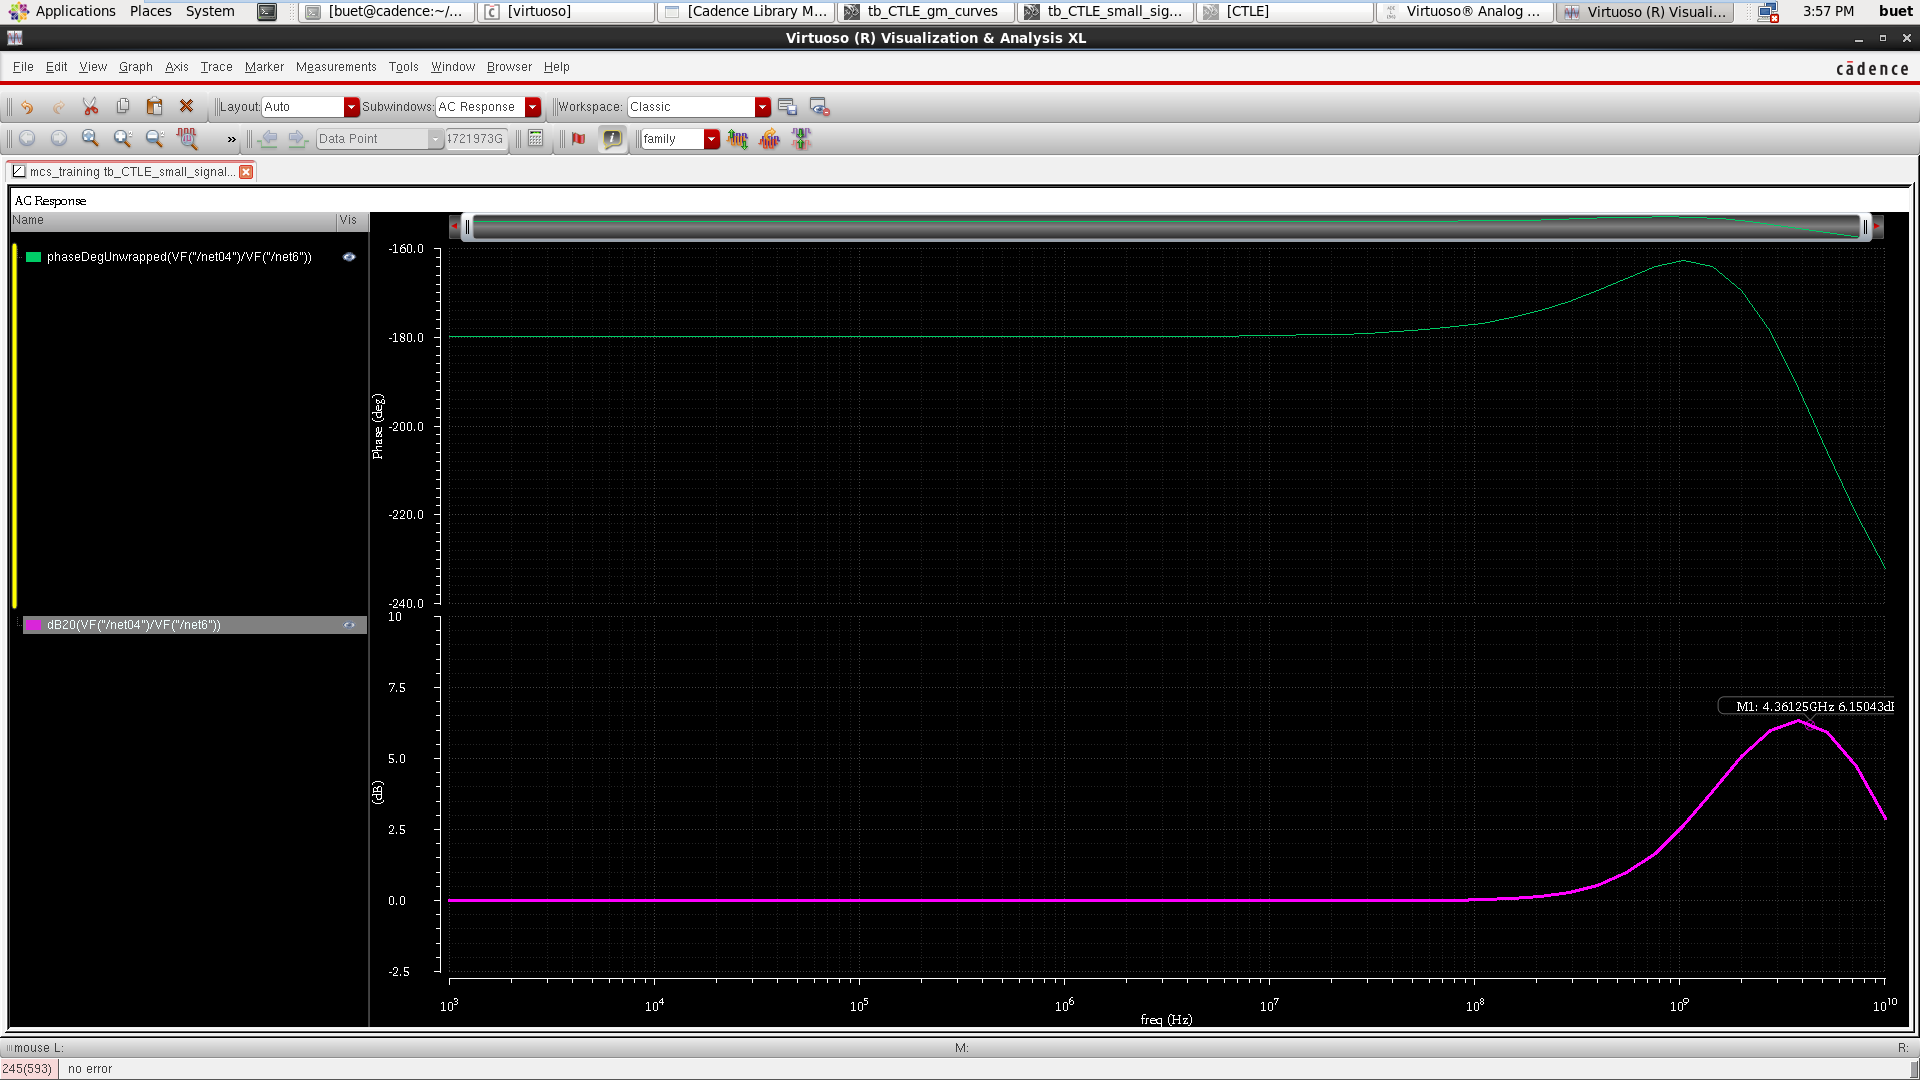 Applications Places System [buet@cadence:~/... [virtuoso] [Cadence Library M... tb_CTLE_gm_curves tb_CTLE_small_sig... [CTLE] Virtuoso® Analog ... Virtuoso (R) Visuali... 3:57 PM buet
Virtuoso (R) Visualization & Analysis XL
File Edit View Graph Axis Trace Marker Measurements Tools Window Browser Help
cādence
Layout: Auto Subwindows: AC Response Workspace: Classic
» Data Point 4721973G family
mcs_training tb_CTLE_small_signal...
AC Response
Name Vis
phaseDegUnwrapped(VF("/net04")/VF("/net6"))
-160.0
-180.0
-200.0
-220.0
-240.0
Phase (deg)
dB20(VF("/net04")/VF("/net6"))
10
7.5
5.0
2.5
0.0
-2.5
(dB)
M1: 4.36125GHz 6.15043dB
10³ 10⁴ 10⁵ 10⁶ 10⁷ 10⁸ 10⁹ 10¹⁰
freq (Hz)
mouse L: M: R:
245(593) no error